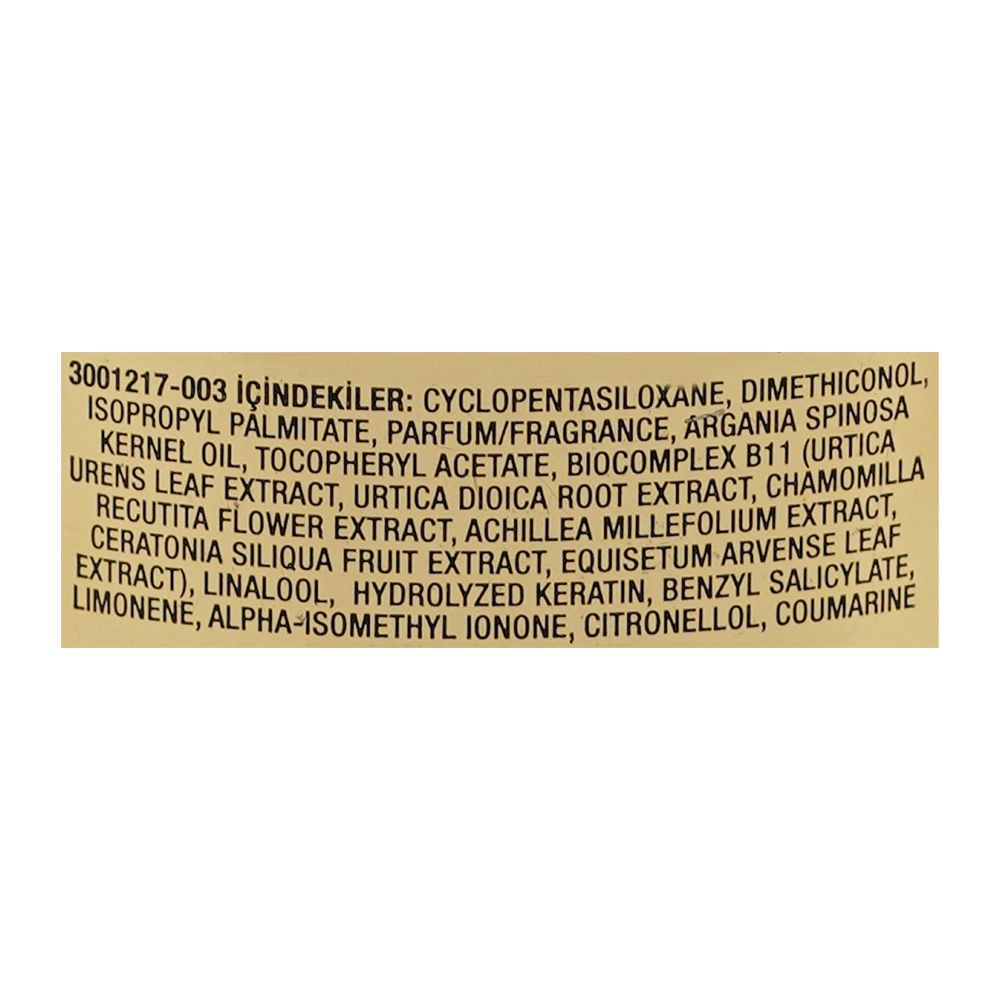 3001217-003 İÇİNDEKİLER: CYCLOPENTASILOXANE, DIMETHICONOL,
ISOPROPYL PALMITATE, PARFUM/FRAGRANCE, ARGANIA SPINOSA
KERNEL OIL, TOCOPHERYL ACETATE, BIOCOMPLEX B11 (URTICA
URENS LEAF EXTRACT, URTICA DIOICA ROOT EXTRACT, CHAMOMILLA
RECUTITA FLOWER EXTRACT, ACHILLEA MILLEFOLIUM EXTRACT,
CERATONIA SILIQUA FRUIT EXTRACT, EQUISETUM ARVENSE LEAF
EXTRACT), LINALOOL, HYDROLYZED KERATIN, BENZYL SALICYLATE,
LIMONENE, ALPHA-ISOMETHYL IONONE, CITRONELLOL, COUMARINE